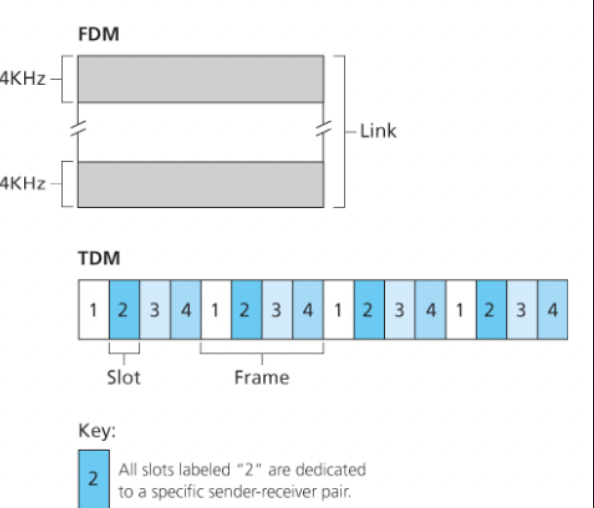 FDM
4KHz
Link
4KHz
TDM
1 2 3 4 1 2 3 4 1 2 3 4 1 2 3 4
Slot Frame
Key:
2 All slots labeled “2” are dedicated
to a specific sender-receiver pair.